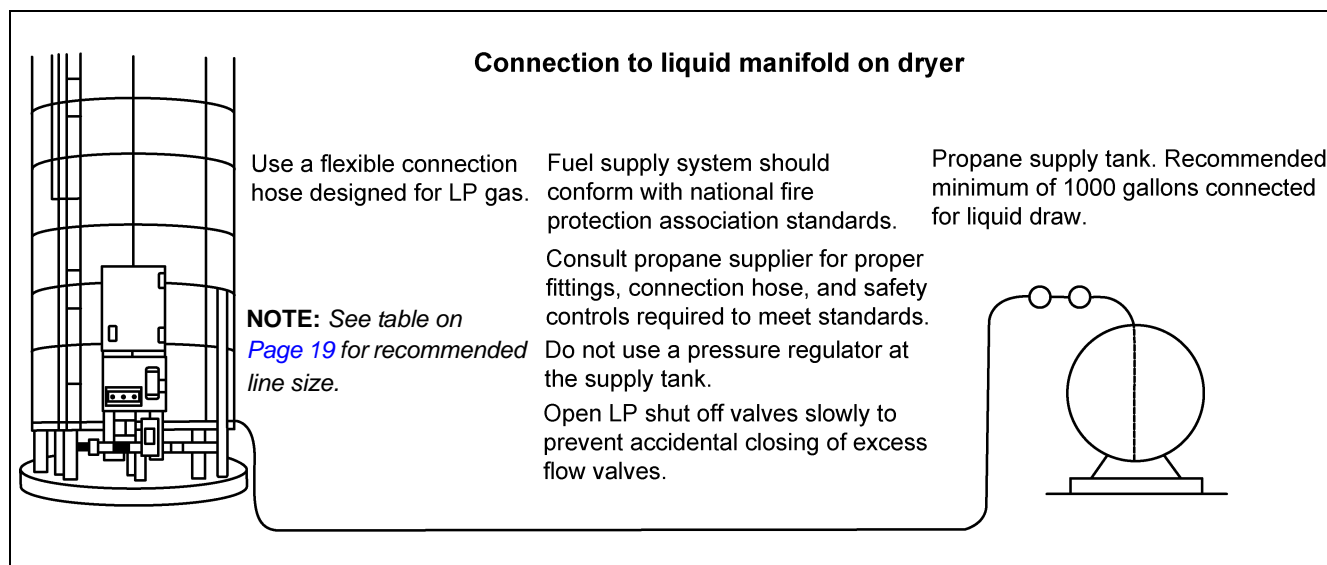 Connection to liquid manifold on dryer
Use a flexible connection
hose designed for LP gas.
NOTE: See table on
Page 19 for recommended
line size.
Fuel supply system should
conform with national fire
protection association standards.
Consult propane supplier for proper
fittings, connection hose, and safety
controls required to meet standards.
Do not use a pressure regulator at
the supply tank.
Open LP shut off valves slowly to
prevent accidental closing of excess
flow valves.
Propane supply tank. Recommended
minimum of 1000 gallons connected
for liquid draw.